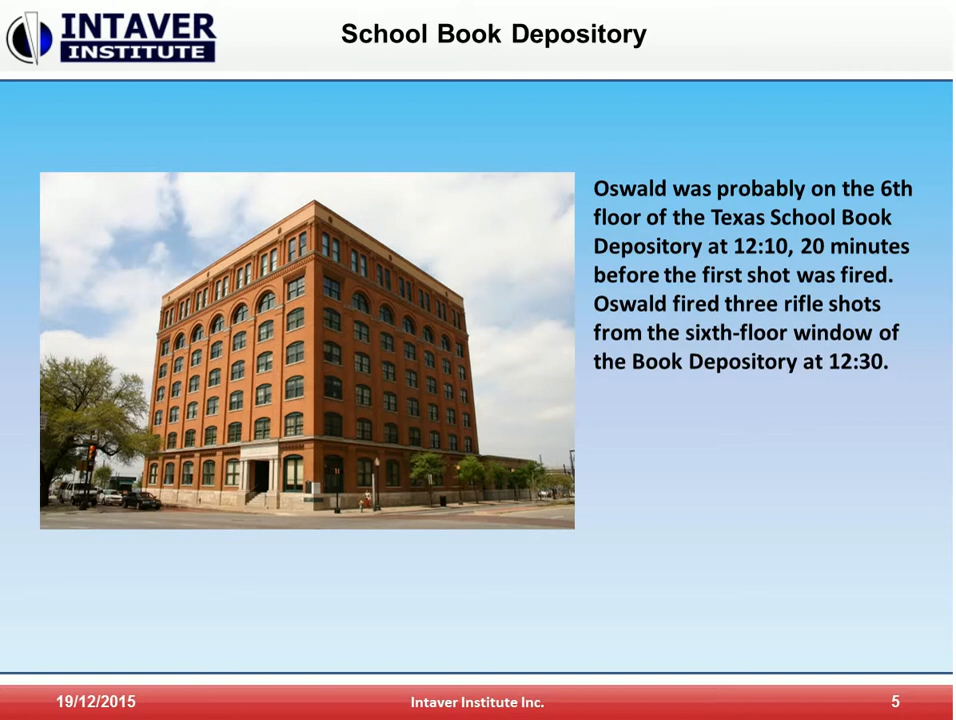 INTAVER
INSTITUTE
School Book Depository
Oswald was probably on the 6th
floor of the Texas School Book
Depository at 12:10, 20 minutes
before the first shot was fired.
Oswald fired three rifle shots
from the sixth-floor window of
the Book Depository at 12:30.
19/12/2015
Intaver Institute Inc.
5